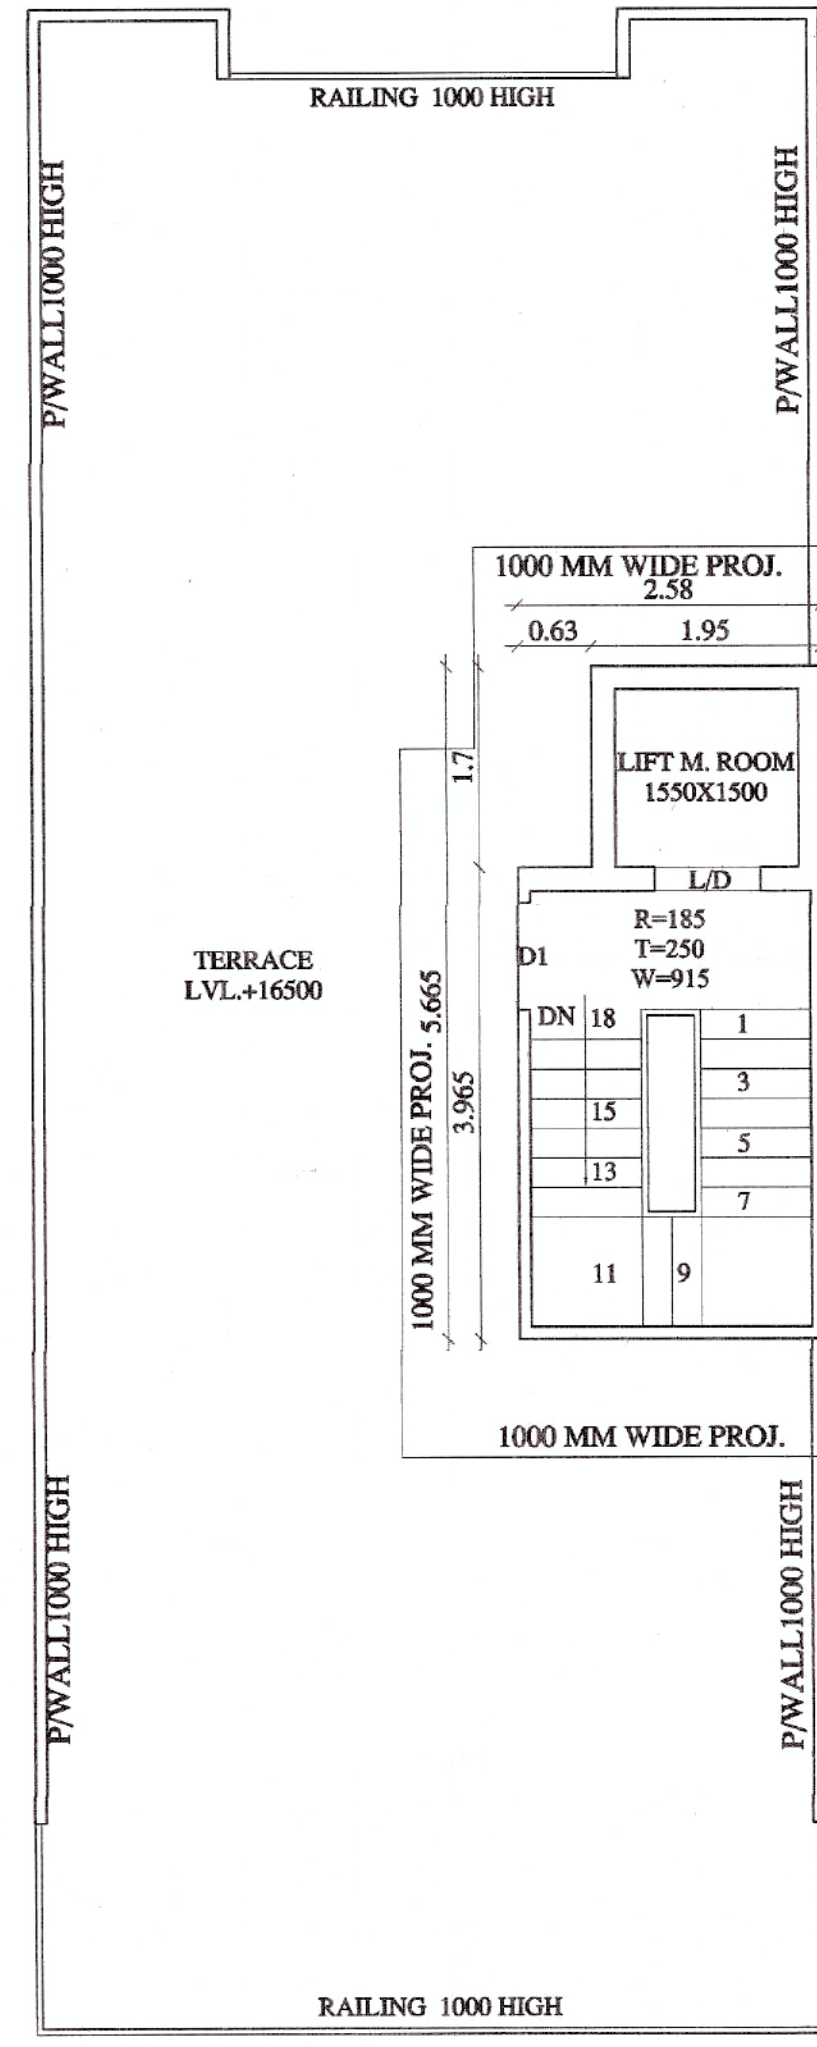 RAILING 1000 HIGH
P/WALL1000 HIGH
P/WALL1000 HIGH
1000 MM WIDE PROJ.
2.58
0.63
1.95
1.7
LIFT M. ROOM
1550X1500
L/D
R=185
T=250
W=915
D1
TERRACE
LVL.+16500
5.665
3.965
1000 MM WIDE PROJ.
DN
18
1
3
15
5
13
7
11
9
1000 MM WIDE PROJ.
P/WALL1000 HIGH
P/WALL1000 HIGH
RAILING 1000 HIGH